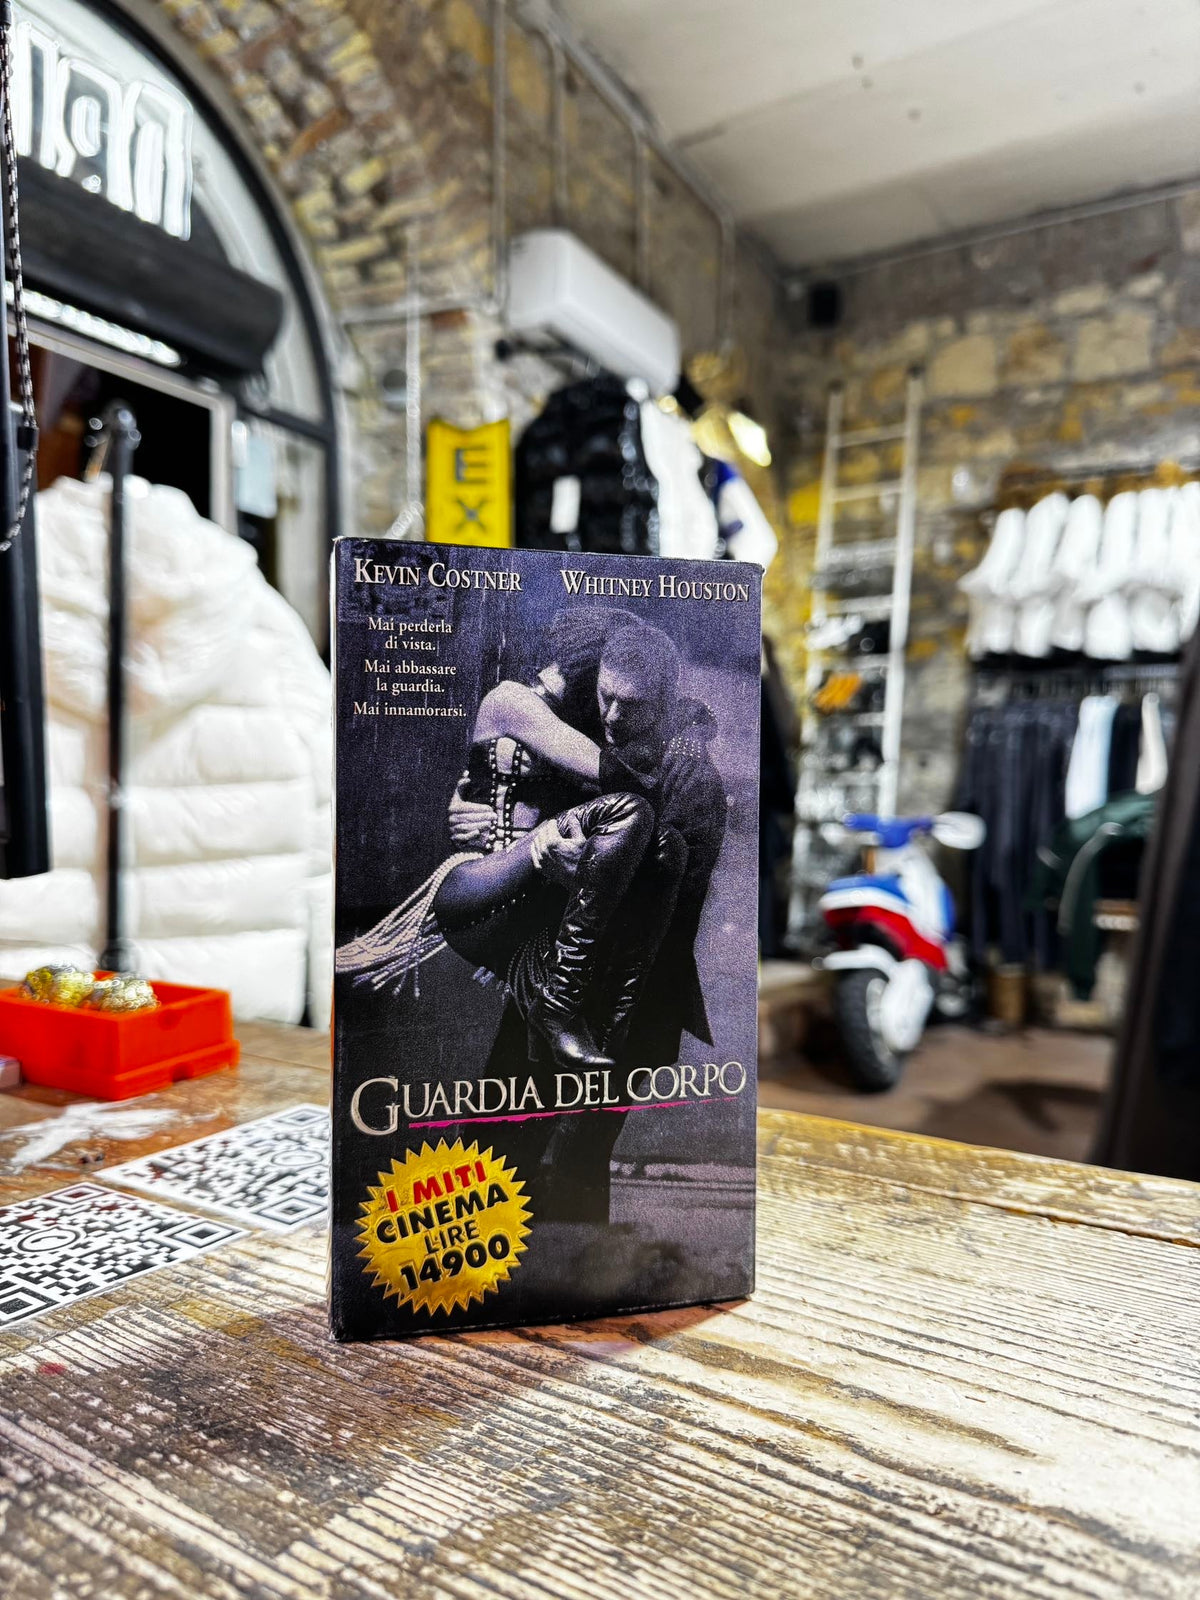 EX
KEVIN COSTNER WHITNEY HOUSTON
Mai perderla
di vista.
Mai abbassare
la guardia.
Mai innamorarsi.
GUARDIA DEL CORPO
I MITI
CINEMA
LIRE
14900